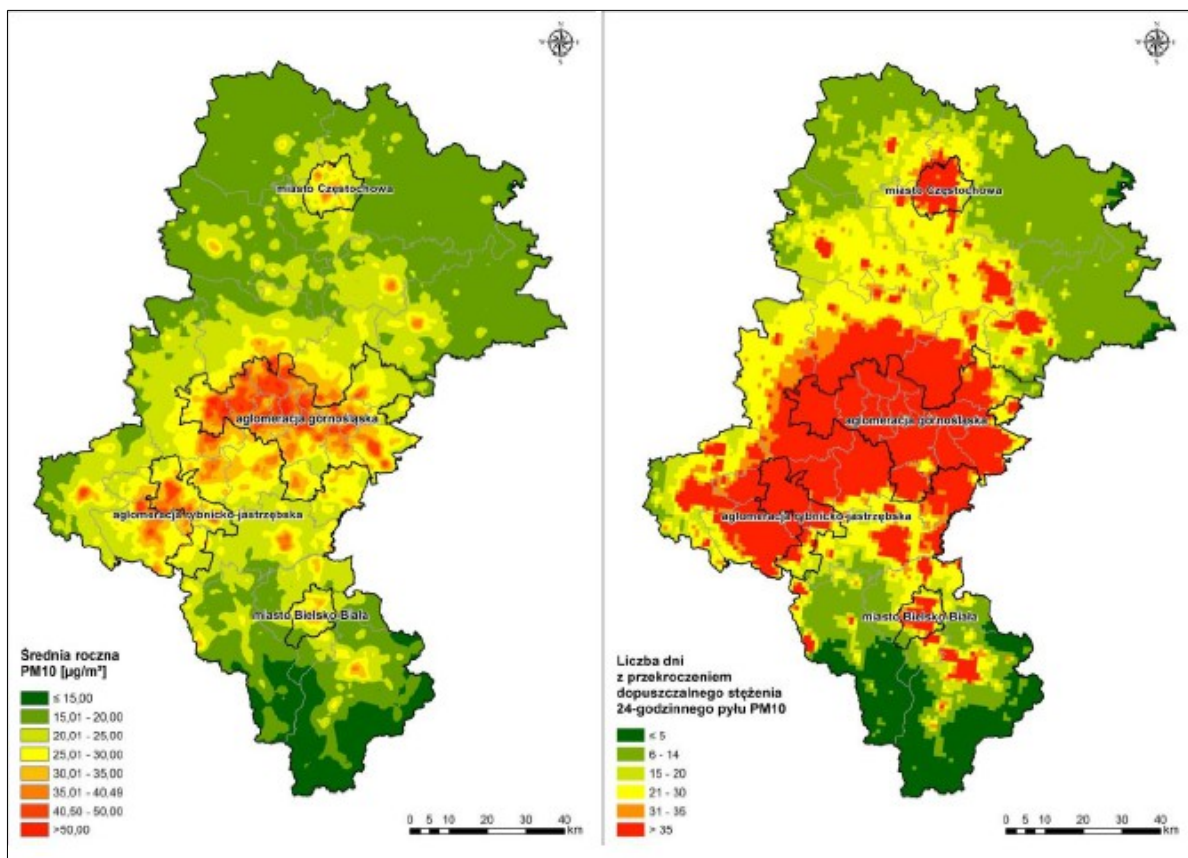 N
W E
S
miasto Częstochowa
aglomeracja górnośląska
aglomeracja rybnicko-jastrzębska
miasto Bielsko Biała
Średnia roczna
PM10 [µg/m³]
≤ 15,00
15,01 - 20,00
20,01 - 25,00
25,01 - 30,00
30,01 - 35,00
35,01 - 40,49
40,50 - 50,00
>50,00
0 5 10 20 30 40
km
N
W E
S
miasto Częstochowa
aglomeracja górnośląska
aglomeracja rybnicko-jastrzębska
miasto Bielsko Biała
Liczba dni
z przekroczeniem
dopuszczalnego stężenia
24-godzinnego pyłu PM10
≤ 5
6 - 14
15 - 20
21 - 30
31 - 35
> 35
0 5 10 20 30 40
km